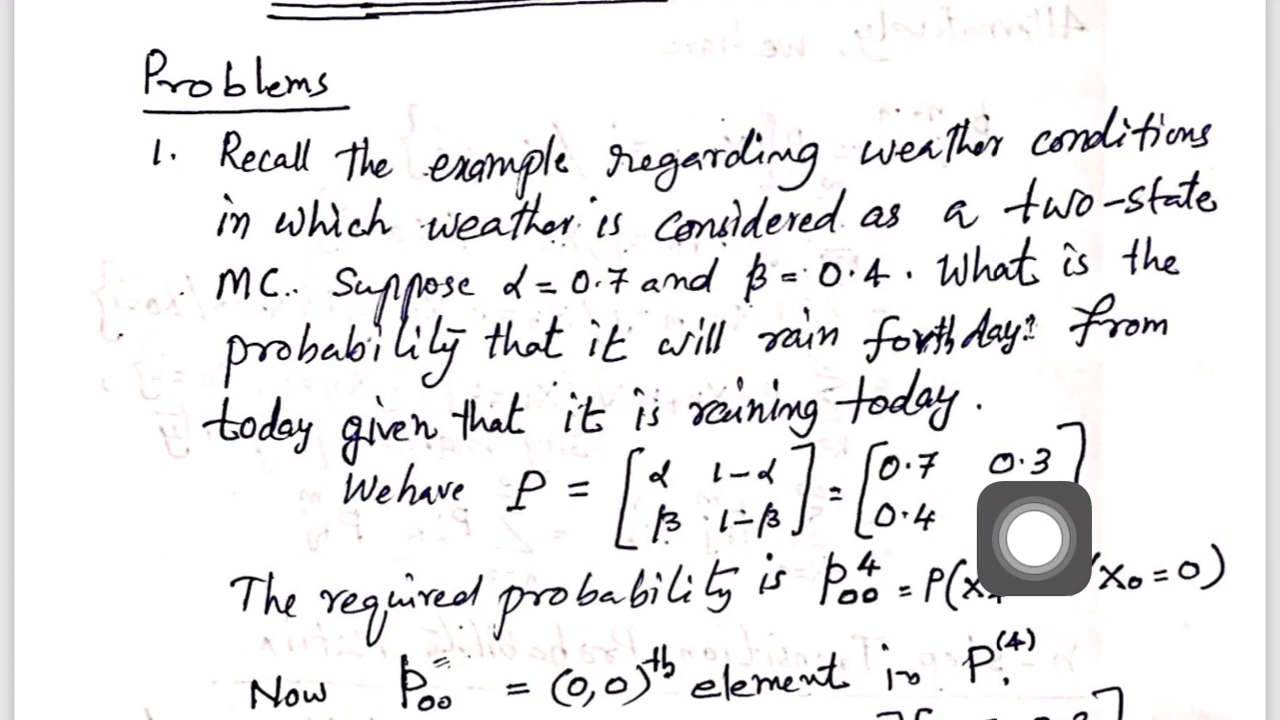 Problems
1. Recall the example regarding weather conditions
in which weather is considered as a two-state
MC. Suppose α = 0.7 and β = 0.4. What is the
probability that it will rain forth day? from
today given that it is raining today.
We have P = [α 1-α β 1-β] = [0.7 0.3 0.4
The required probability is p₀₀⁴ = P(x₄ x₀ = 0)
Now p₀₀ = (0,0)ᵗʰ element in P⁽⁴⁾.